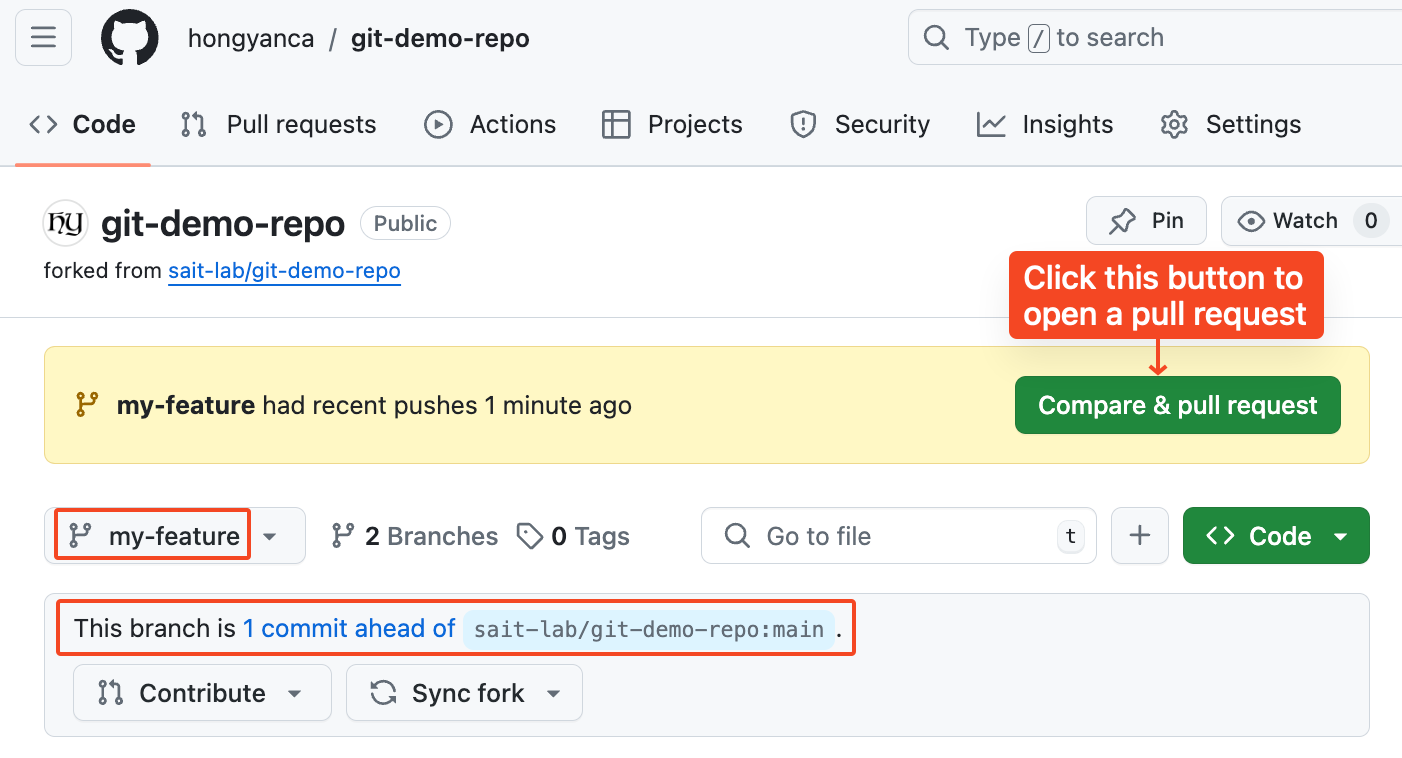 hongyanca / git-demo-repo
Type / to search
Code Pull requests Actions Projects Security Insights Settings
hy git-demo-repo Public
Pin Watch 0
forked from sait-lab/git-demo-repo
Click this button to
open a pull request
my-feature had recent pushes 1 minute ago
Compare & pull request
my-feature 2 Branches 0 Tags Go to file t + Code
This branch is 1 commit ahead of sait-lab/git-demo-repo:main .
Contribute Sync fork